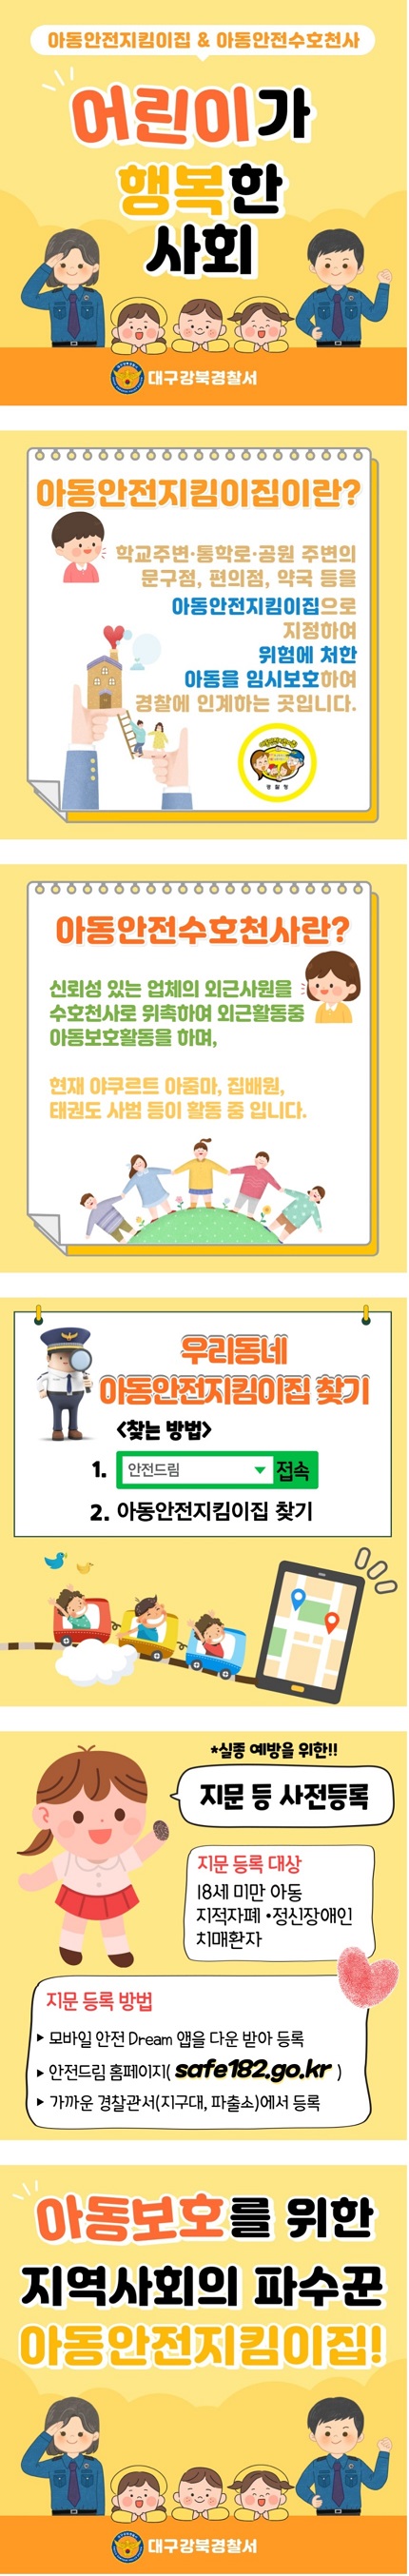 아동안전지킴이집 & 아동안전수호천사
어린이가
행복한
사회
대구강북경찰서
아동안전지킴이집이란?
학교주변·통학로·공원 주변의
문구점, 편의점, 약국 등을
아동안전지킴이집으로
지정하여
위험에 처한
아동을 임시보호하여
경찰에 인계하는 곳입니다.
경찰청
아동안전수호천사란?
신뢰성 있는 업체의 외근사원을
수호천사로 위촉하여 외근활동중
아동보호활동을 하며,
현재 야쿠르트 아줌마, 집배원,
태권도 사범 등이 활동 중 입니다.
우리동네
아동안전지킴이집 찾기
<찾는 방법>
1. 안전드림 접속
2. 아동안전지킴이집 찾기
*실종 예방을 위한!!
지문 등 사전등록
지문 등록 대상
18세 미만 아동
지적자폐 •정신장애인
치매환자
지문 등록 방법
▶ 모바일 안전 Dream 앱을 다운 받아 등록
▶ 안전드림 홈페이지( safe182.go.kr )
▶ 가까운 경찰관서(지구대, 파출소)에서 등록
아동보호를 위한
지역사회의 파수꾼
아동안전지킴이집!
대구강북경찰서